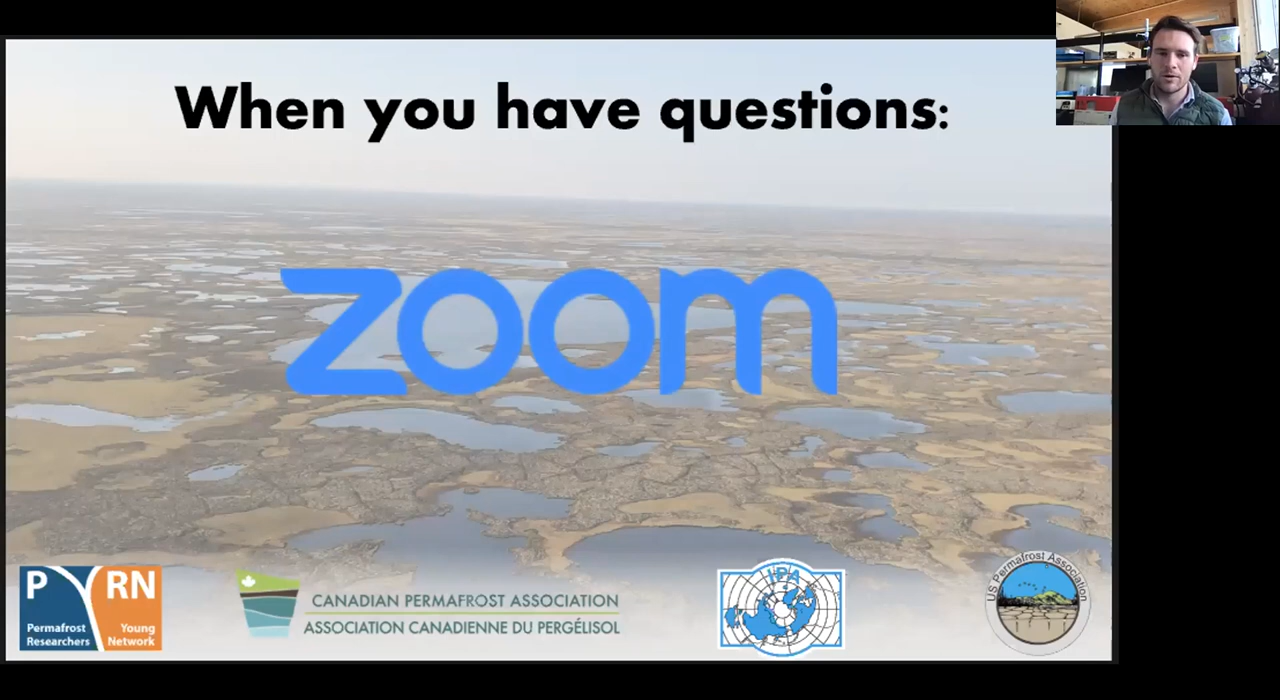 When you have questions:
zoom
P YRN
Permafrost
Researchers
Young
Network
CANADIAN PERMAFROST ASSOCIATION
ASSOCIATION CANADIENNE DU PERGÉLISOL
IPA
US Permafrost Association